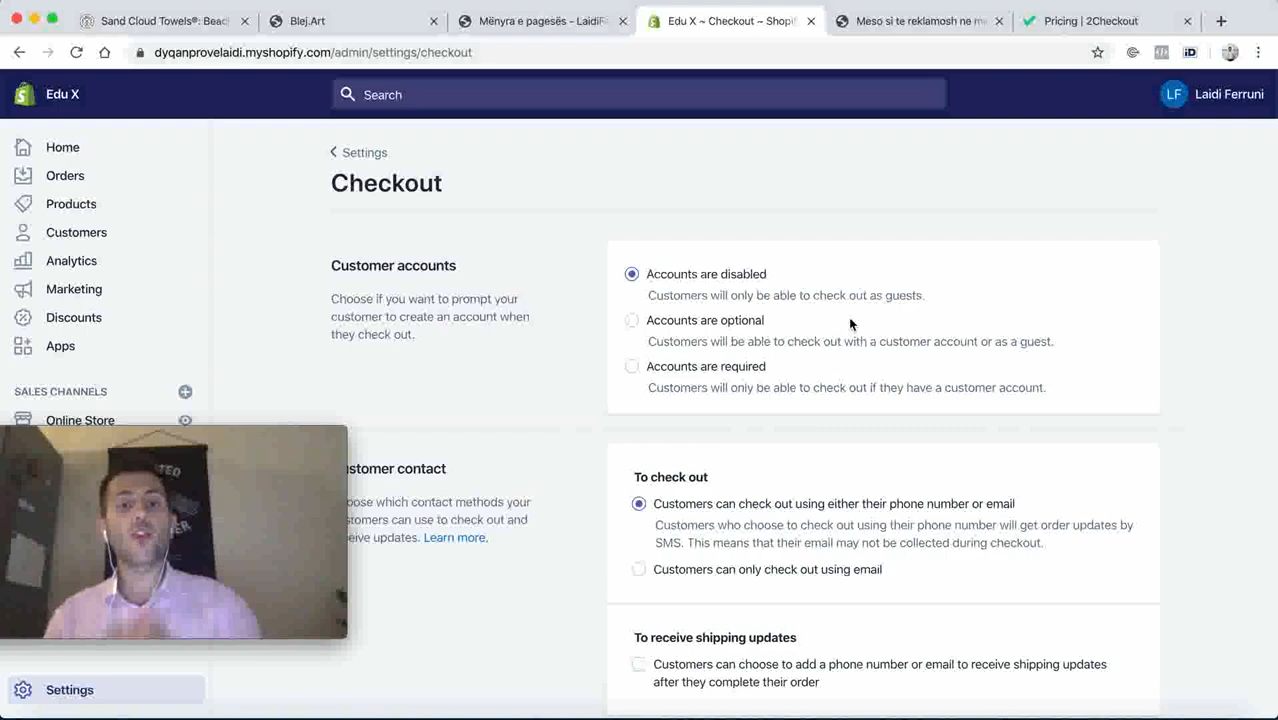 Sand Cloud Towels®: Beac
Blej.Art
Mënyra e pagesës - LaidiFe
Edu X ~ Checkout ~ Shopif
Meso si te reklamosh ne m
Pricing | 2Checkout
dyqanprovelaidi.myshopify.com/admin/settings/checkout
iD
Edu X
Search
LF
Laidi Ferruni
Home
Orders
Products
Customers
Analytics
Marketing
Discounts
Apps
SALES CHANNELS
Online Store
Settings
Settings
Checkout
Customer accounts
Choose if you want to prompt your
customer to create an account when
they check out.
Accounts are disabled
Customers will only be able to check out as guests.
Accounts are optional
Customers will be able to check out with a customer account or as a guest.
Accounts are required
Customers will only be able to check out if they have a customer account.
ustomer contact
oose which contact methods your
stomers can use to check out and
eive updates. Learn more.
To check out
Customers can check out using either their phone number or email
Customers who choose to check out using their phone number will get order updates by
SMS. This means that their email may not be collected during checkout.
Customers can only check out using email
To receive shipping updates
Customers can choose to add a phone number or email to receive shipping updates
after they complete their order